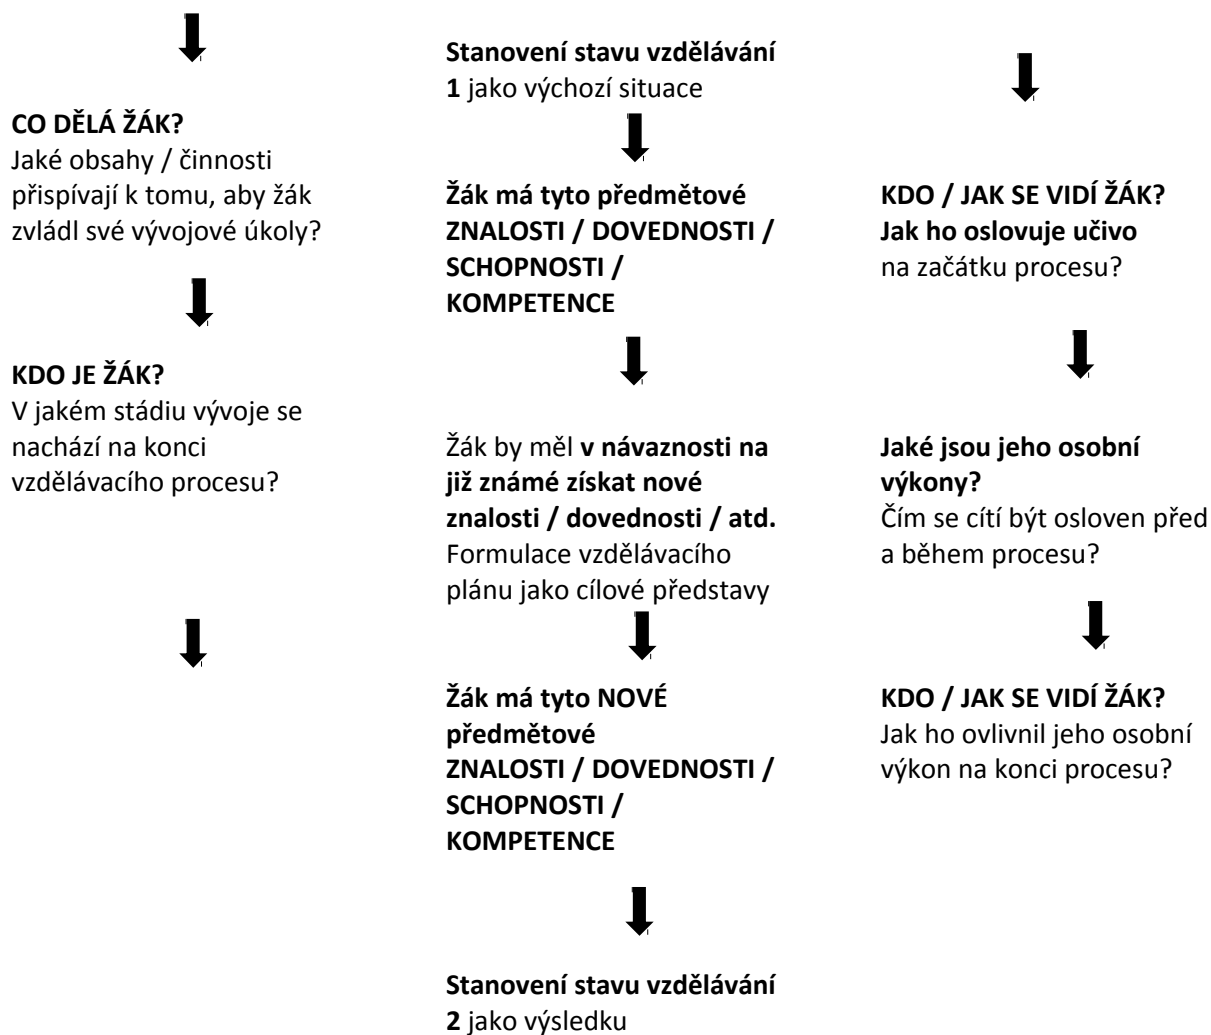 CO DĚLÁ ŽÁK?
Jaké obsahy / činnosti
přispívají k tomu, aby žák
zvládl své vývojové úkoly?
KDO JE ŽÁK?
V jakém stádiu vývoje se
nachází na konci
vzdělávacího procesu?
Stanovení stavu vzdělávání
1 jako výchozí situace
Žák má tyto předmětové
ZNALOSTI / DOVEDNOSTI /
SCHOPNOSTI /
KOMPETENCE
Žák by měl v návaznosti na
již známé získat nové
znalosti / dovednosti / atd.
Formulace vzdělávacího
plánu jako cílové představy
Žák má tyto NOVÉ
předmětové
ZNALOSTI / DOVEDNOSTI /
SCHOPNOSTI /
KOMPETENCE
Stanovení stavu vzdělávání
2 jako výsledku
KDO / JAK SE VIDÍ ŽÁK?
Jak ho oslovuje učivo
na začátku procesu?
Jaké jsou jeho osobní
výkony?
Čím se cítí být osloven před
a během procesu?
KDO / JAK SE VIDÍ ŽÁK?
Jak ho ovlivnil jeho osobní
výkon na konci procesu?